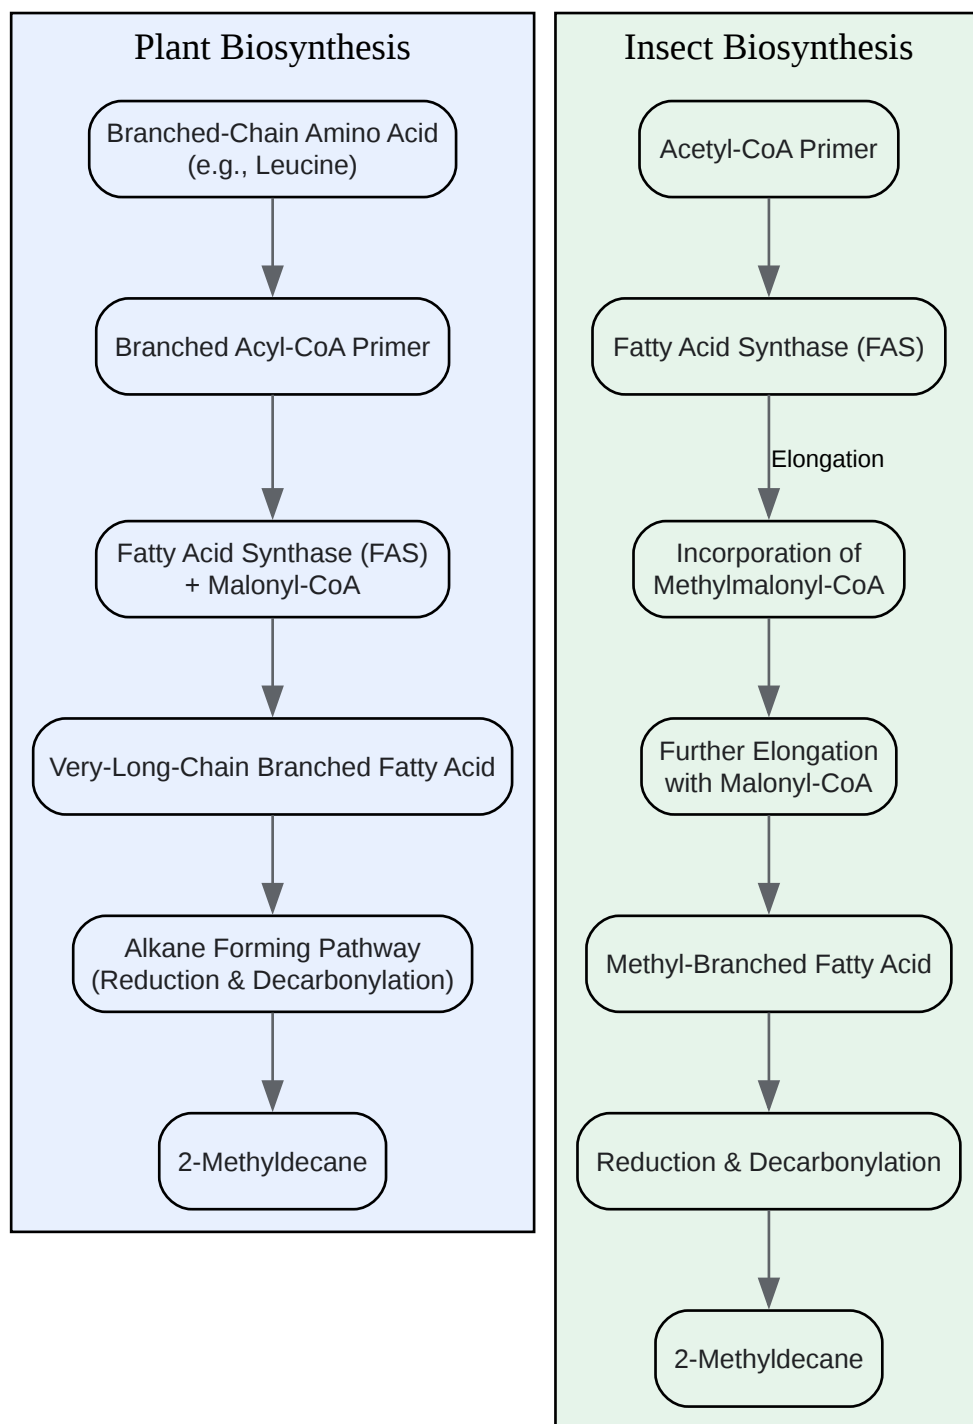 Plant Biosynthesis
Branched-Chain Amino Acid
(e.g., Leucine)
Branched Acyl-CoA Primer
Fatty Acid Synthase (FAS)
+ Malonyl-CoA
Very-Long-Chain Branched Fatty Acid
Alkane Forming Pathway
(Reduction & Decarbonylation)
2-Methyldecane
Insect Biosynthesis
Acetyl-CoA Primer
Fatty Acid Synthase (FAS)
Elongation
Incorporation of
Methylmalonyl-CoA
Further Elongation
with Malonyl-CoA
Methyl-Branched Fatty Acid
Reduction & Decarbonylation
2-Methyldecane